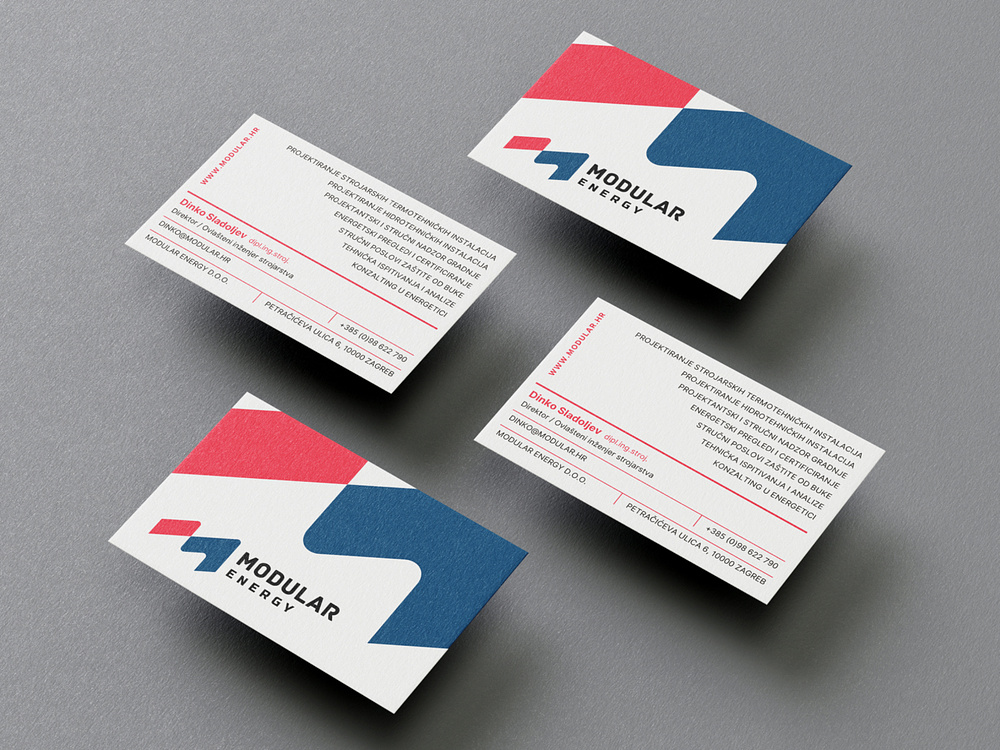 WWW.MODULAR.HR
PROJEKTIRANJE STROJARSKIH TERMOTEHNIČKIH INSTALACIJA
PROJEKTIRANJE HIDROTEHNIČKIH INSTALACIJA
PROJEKTANTSKI I STRUČNI NADZOR GRADNJE
ENERGETSKI PREGLEDI I CERTIFICIRANJE
STRUČNI POSLOVI ZAŠTITE OD BUKE
TEHNIČKA ISPITIVANJA I ANALIZE
KONZALTING U ENERGETICI
Dinko Sladoljev dipl.ing.stroj.
Direktor / Ovlašteni inženjer strojarstva
DINKO@MODULAR.HR
+385 (0)98 622 790
MODULAR ENERGY D.O.O.
PETRAČIĆEVA ULICA 6, 10000 ZAGREB
MODULAR
ENERGY
WWW.MODULAR.HR
PROJEKTIRANJE STROJARSKIH TERMOTEHNIČKIH INSTALACIJA
PROJEKTIRANJE HIDROTEHNIČKIH INSTALACIJA
PROJEKTANTSKI I STRUČNI NADZOR GRADNJE
ENERGETSKI PREGLEDI I CERTIFICIRANJE
STRUČNI POSLOVI ZAŠTITE OD BUKE
TEHNIČKA ISPITIVANJA I ANALIZE
KONZALTING U ENERGETICI
Dinko Sladoljev dipl.ing.stroj.
Direktor / Ovlašteni inženjer strojarstva
DINKO@MODULAR.HR
+385 (0)98 622 790
MODULAR ENERGY D.O.O.
PETRAČIĆEVA ULICA 6, 10000 ZAGREB
MODULAR
ENERGY